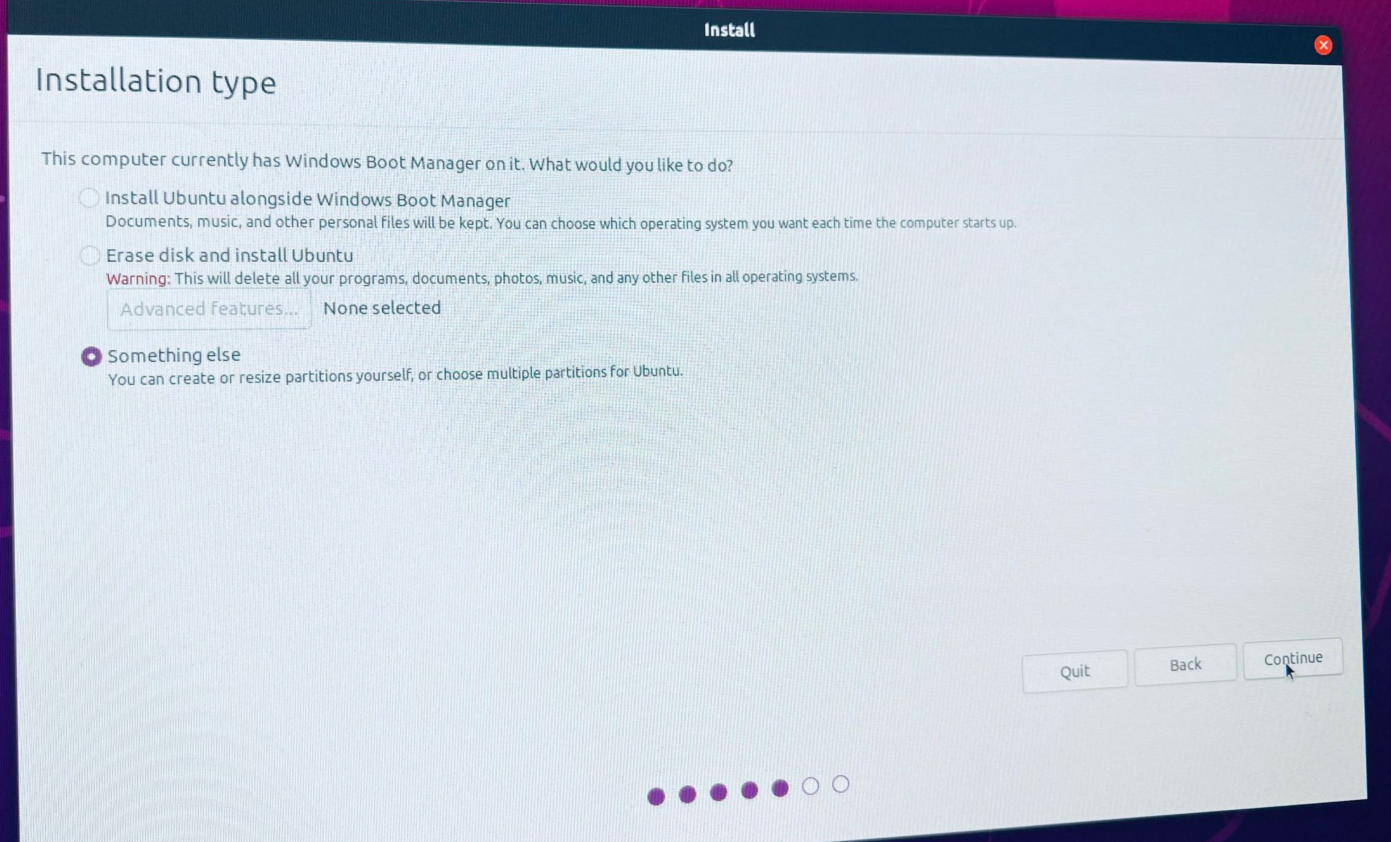 Install
Installation type
This computer currently has Windows Boot Manager on it. What would you like to do?
Install Ubuntu alongside Windows Boot Manager
Documents, music, and other personal files will be kept. You can choose which operating system you want each time the computer starts up.
Erase disk and install Ubuntu
Warning: This will delete all your programs, documents, photos, music, and any other files in all operating systems.
Advanced features... None selected
Something else
You can create or resize partitions yourself, or choose multiple partitions for Ubuntu.
Quit Back Continue